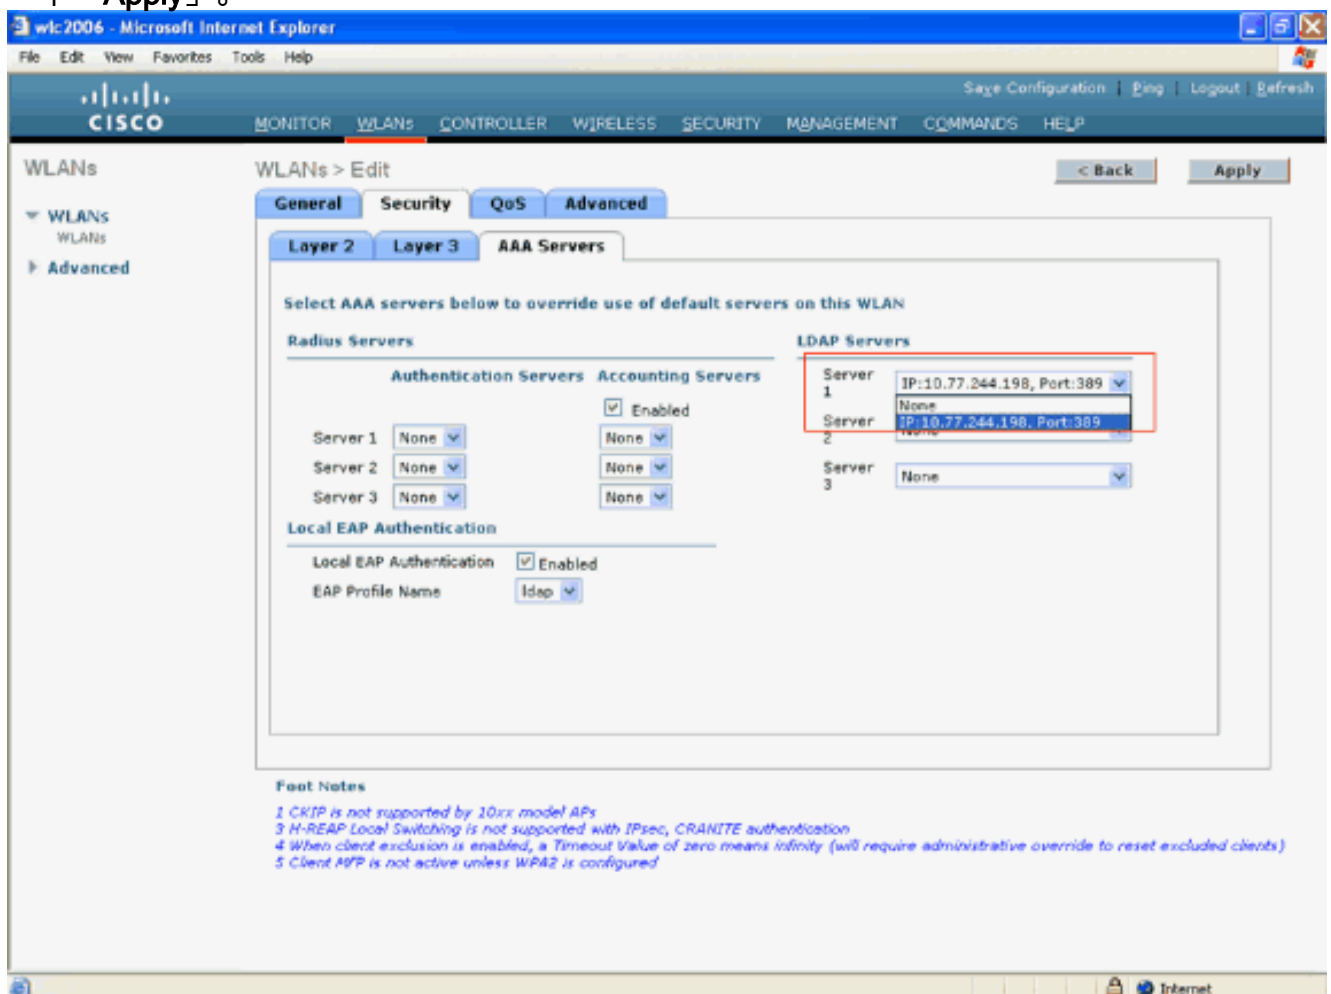 Apply」。
wlc2006 - Microsoft Internet Explorer
File Edit View Favorites Tools Help
Save Configuration | Ping | Logout | Refresh
CISCO
MONITOR WLANs CONTROLLER WIRELESS SECURITY MANAGEMENT COMMANDS HELP
WLANs
WLANs
WLANs
Advanced
WLANs > Edit
< Back Apply
General Security QoS Advanced
Layer 2 Layer 3 AAA Servers
Select AAA servers below to override use of default servers on this WLAN
Radius Servers
Authentication Servers Accounting Servers
Enabled
Server 1 None None
Server 2 None None
Server 3 None None
LDAP Servers
Server 1 IP:10.77.244.198, Port:389
None
IP:10.77.244.198, Port:389
Server 2 None
Server 3 None
Local EAP Authentication
Local EAP Authentication Enabled
EAP Profile Name ldap
Foot Notes
1 CKIP is not supported by 10xx model APs
3 H-REAP Local Switching is not supported with IPsec, CRANITE authentication
4 When client exclusion is enabled, a Timeout Value of zero means infinity (will require administrative override to reset excluded clients)
5 Client MFP is not active unless WPA2 is configured
Internet